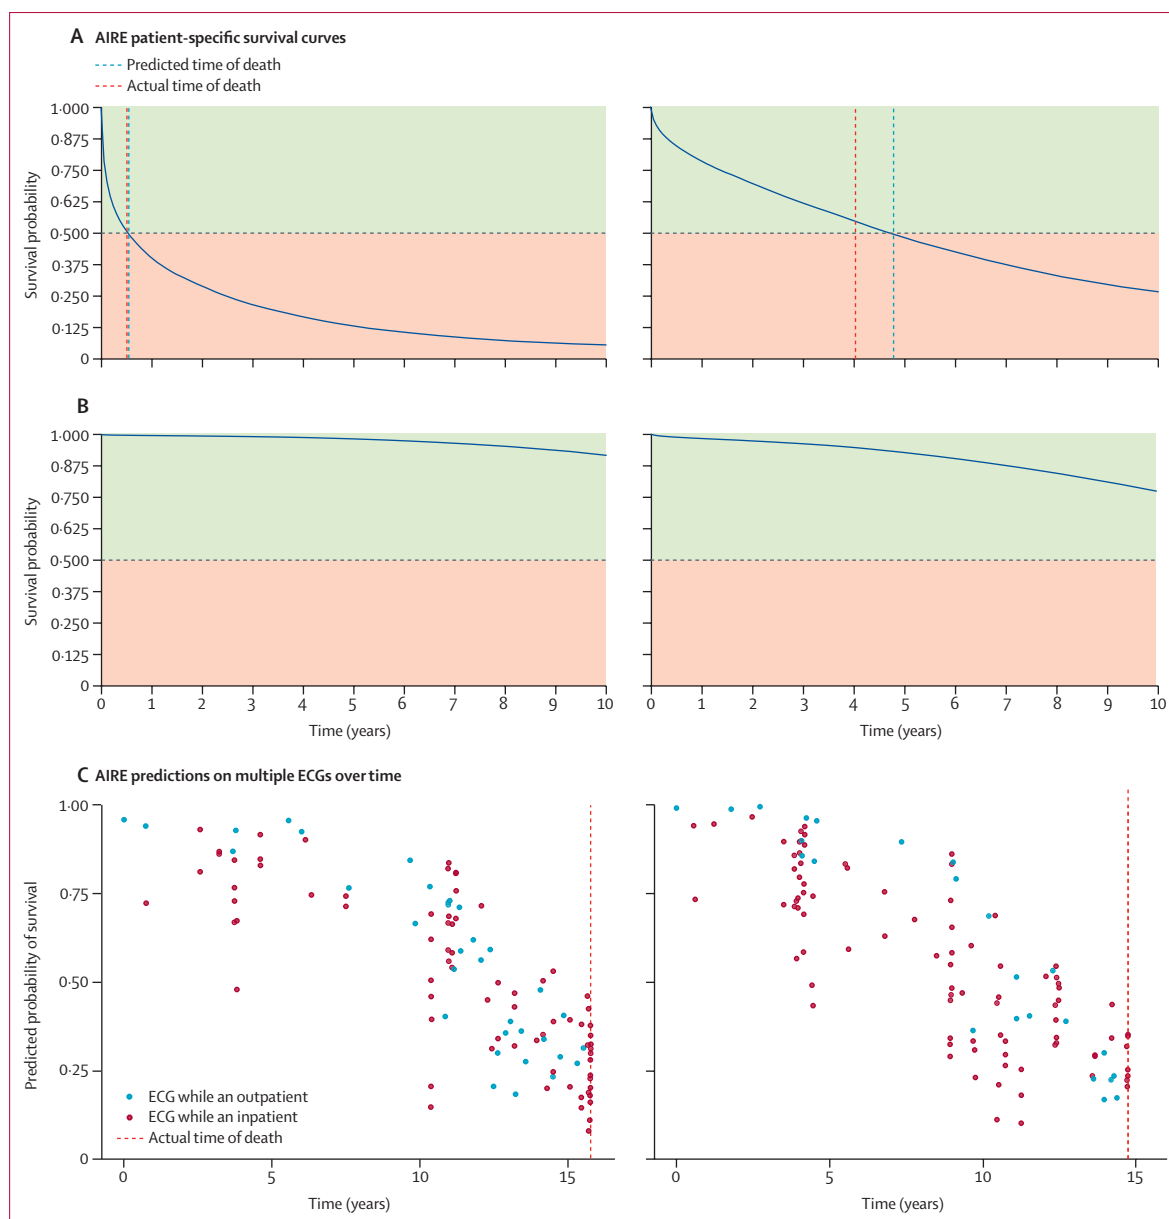 A AIRE patient-specific survival curves
Predicted time of death
Actual time of death
Survival probability
1·000
0·875
0·750
0·625
0·500
0·375
0·250
0·125
0
B
Survival probability
1·000
0·875
0·750
0·625
0·500
0·375
0·250
0·125
0
0 1 2 3 4 5 6 7 8 9 10
Time (years)
0 1 2 3 4 5 6 7 8 9 10
Time (years)
C AIRE predictions on multiple ECGs over time
Predicted probability of survival
1·00
0·75
0·50
0·25
0
ECG while an outpatient
ECG while an inpatient
Actual time of death
0 5 10 15
Time (years)
0 5 10 15
Time (years)